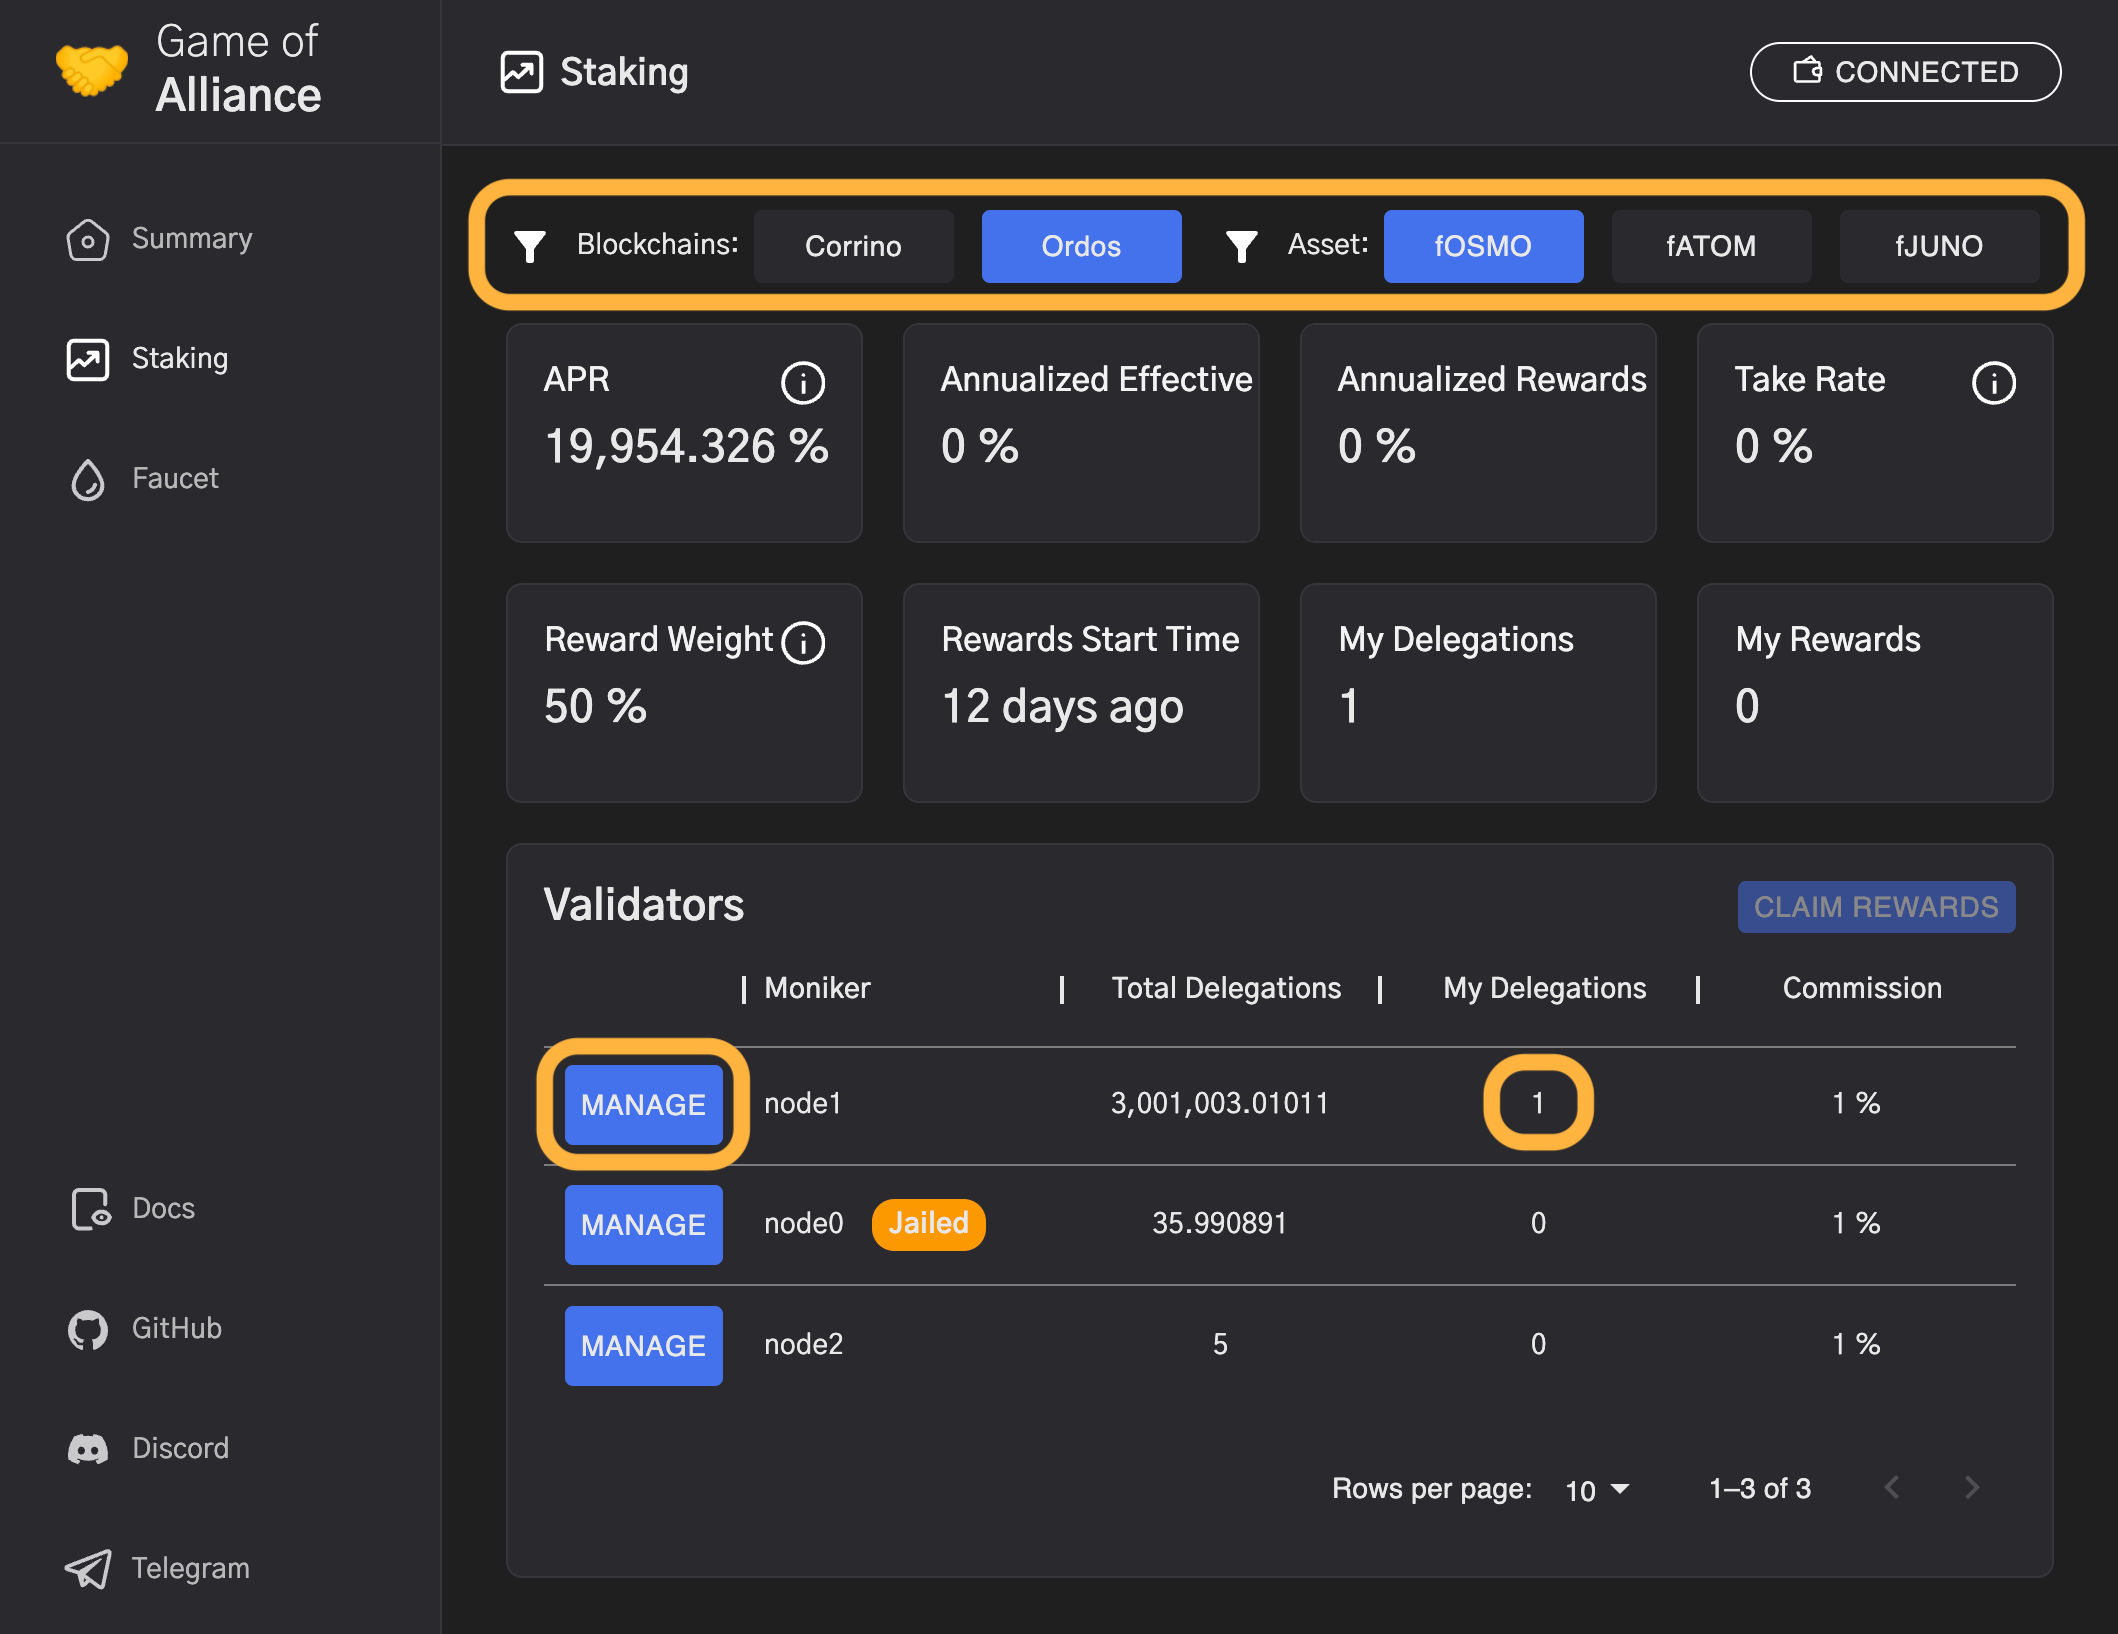 Game of
Alliance
Staking
CONNECTED
Summary
Staking
Faucet
Docs
GitHub
Discord
Telegram
Blockchains: Corrino Ordos Asset: fOSMO fATOM fJUNO
APR
19,954.326 %
Annualized Effective
0 %
Annualized Rewards
0 %
Take Rate
0 %
Reward Weight
50 %
Rewards Start Time
12 days ago
My Delegations
1
My Rewards
0
Validators
CLAIM REWARDS
Moniker Total Delegations My Delegations Commission
MANAGE node1 3,001,003.01011 1 1 %
MANAGE node0 Jailed 35.990891 0 1 %
MANAGE node2 5 0 1 %
Rows per page: 10 1–3 of 3